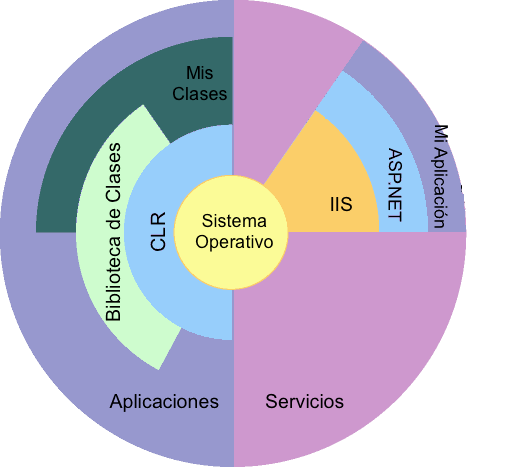 Mis
Clases
Mi Aplicación
ASP.NET
IIS
Biblioteca de Clases
CLR
Sistema
Operativo
Aplicaciones
Servicios